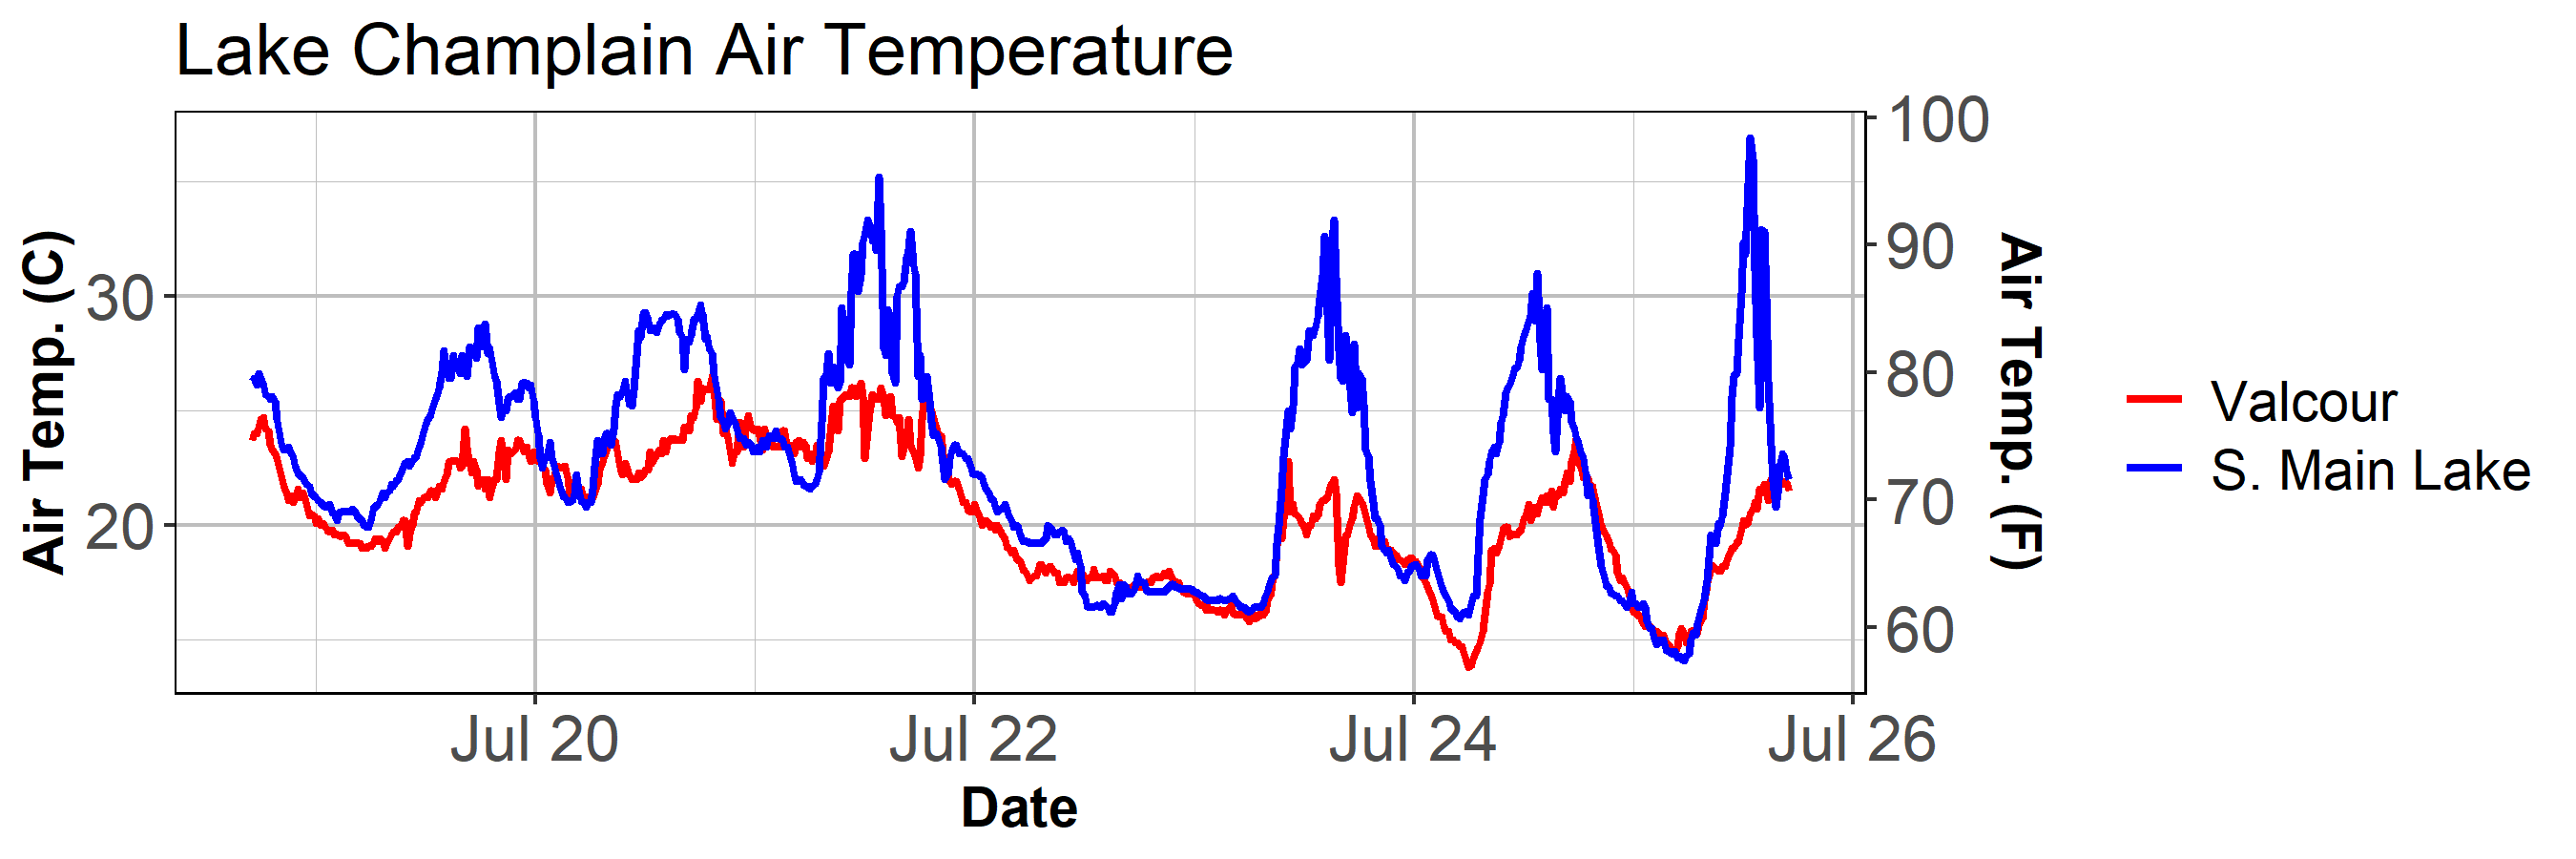 Lake Champlain Air Temperature
Air Temp. (C)
30
20
100
90
80
70
60
Air Temp. (F)
Jul 20
Jul 22
Jul 24
Jul 26
Date
Valcour
S. Main Lake